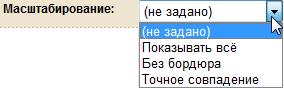 Масштабирование: (не задано)
(не задано)
Показывать всё
Без бордюра
Точное совпадение